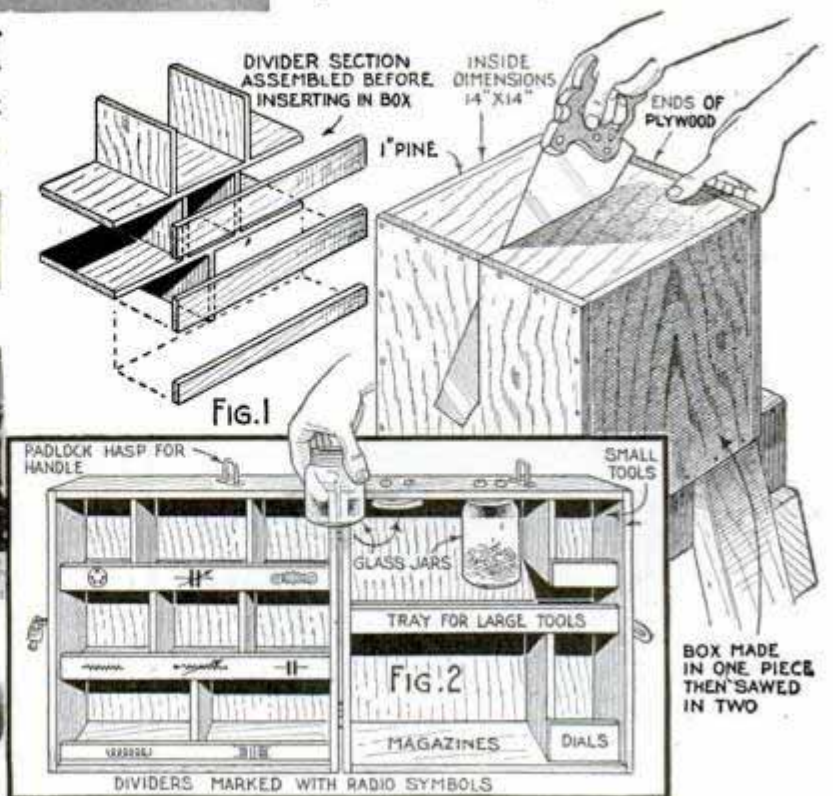 DIVIDER SECTION
ASSEMBLED BEFORE
INSERTING IN BOX
INSIDE
DIMENSIONS
14"X14"
ENDS OF
PLYWOOD
1" PINE
FIG.1
PADLOCK HASP FOR
HANDLE
SMALL
TOOLS
GLASS JARS
TRAY FOR LARGE TOOLS
FIG.2
MAGAZINES
DIALS
DIVIDERS MARKED WITH RADIO SYMBOLS
BOX MADE
IN ONE PIECE
THEN SAWED
IN TWO